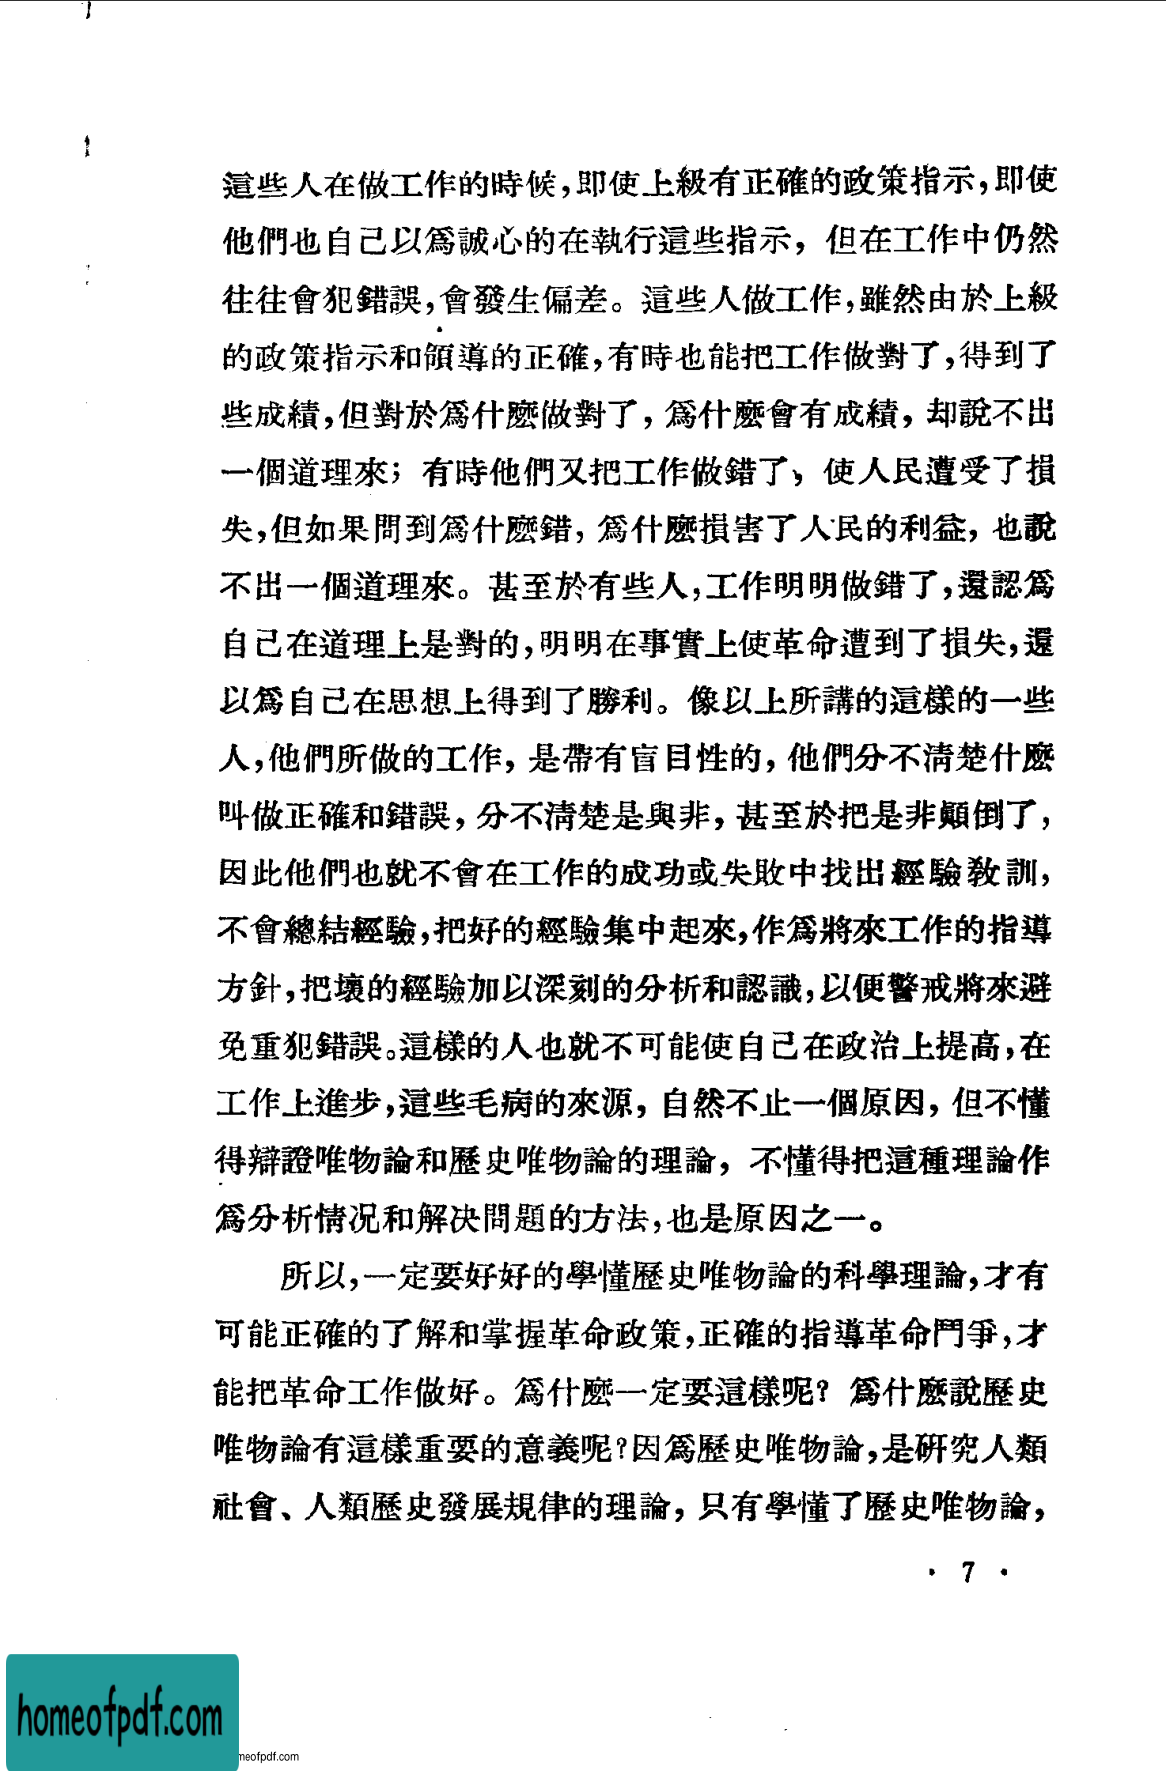 這些人在做工作的時候，即使上級有正確的政策指示，即使
他們也自己以爲誠心的在執行這些指示，但在工作中仍然
往往會犯錯誤，會發生偏差。這些人做工作，雖然由於上級
的政策指示和領導的正確，有時也能把工作做對了，得到了
些成績，但對於爲什麽做對了，爲什麽會有成績，却說不出
一個道理來；有時他們又把工作做錯了，使人民遭受了損
失，但如果問到爲什麽錯，爲什麽損害了人民的利益，也說
不出一個道理來。甚至於有些人，工作明明做錯了，還認爲
自己在道理上是對的，明明在事實上使革命遭到了損失，還
以爲自己在思想上得到了勝利。像以上所講的這樣的一些
人，他們所做的工作，是帶有盲目性的，他們分不清楚什麽
叫做正確和錯誤，分不清楚是與非，甚至於把是非顚倒了，
因此他們也就不會在工作的成功或失敗中找出經驗敎訓，
不會總結經驗，把好的經驗集中起來，作爲將來工作的指導
方針，把壞的經驗加以深刻的分析和認識，以便警戒將來避
免重犯錯誤。這樣的人也就不可能使自己在政治上提高，在
工作上進步，這些毛病的來源，自然不止一個原因，但不懂
得辯證唯物論和歷史唯物論的理論，不懂得把這種理論作
爲分析情况和解决問題的方法，也是原因之一。
所以，一定要好好的學懂歷史唯物論的科學理論，才有
可能正確的了解和掌握革命政策，正確的指導革命鬥爭，才
能把革命工作做好。爲什麽一定要這樣呢？爲什麽說歷史
唯物論有這樣重要的意義呢？因爲歷史唯物論，是研究人類
社會、人類歷史發展規律的理論，只有學懂了歷史唯物論，
· 7 ·
homeofpdf.com
meofpdf.com